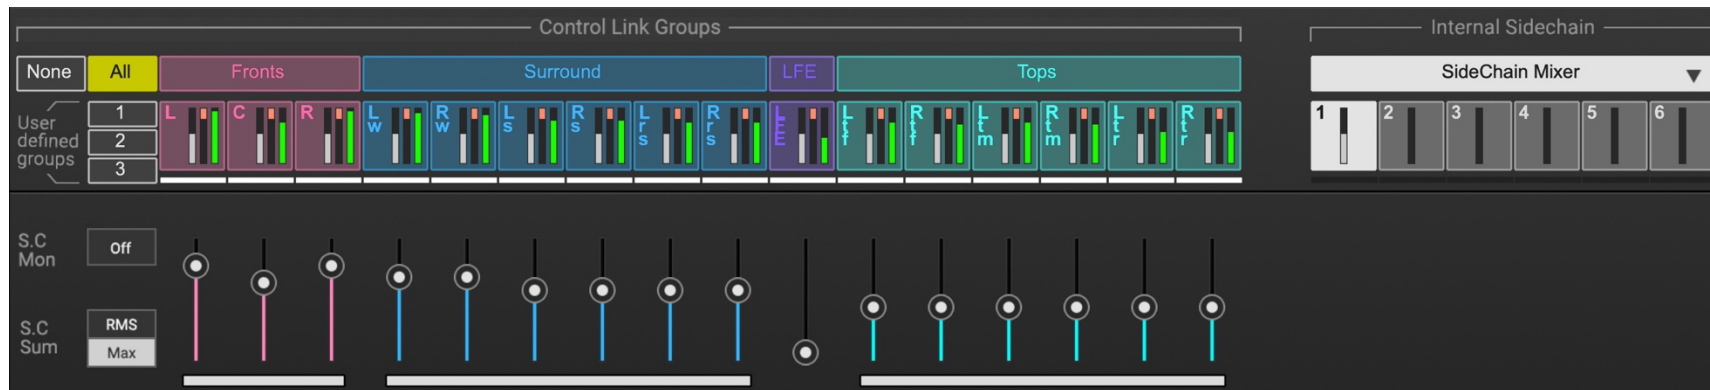 Control Link Groups
Internal Sidechain
None
All
Fronts
Surround
LFE
Tops
SideChain Mixer
User
defined
groups
1
2
3
L
C
R
Lw
Rw
Ls
Rs
Lrs
Rrs
LFE
Ltf
Rtf
Ltm
Rtm
Ltr
Rtr
1
2
3
4
5
6
S.C
Mon
Off
S.C
Sum
RMS
Max